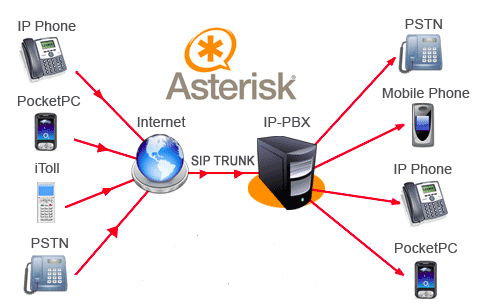 IP Phone
PSTN
Asterisk®
PocketPC
Mobile Phone
Internet
IP-PBX
SIP TRUNK
iToll
IP Phone
PSTN
PocketPC